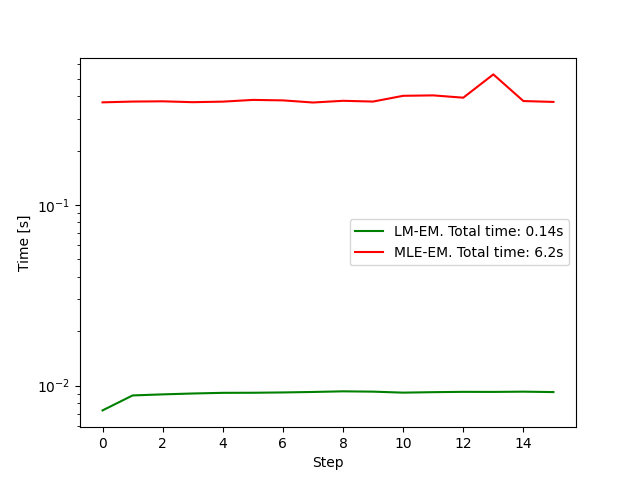 Time [s]
10⁻¹
10⁻²
LM-EM. Total time: 0.14s
MLE-EM. Total time: 6.2s
0 2 4 6 8 10 12 14
Step